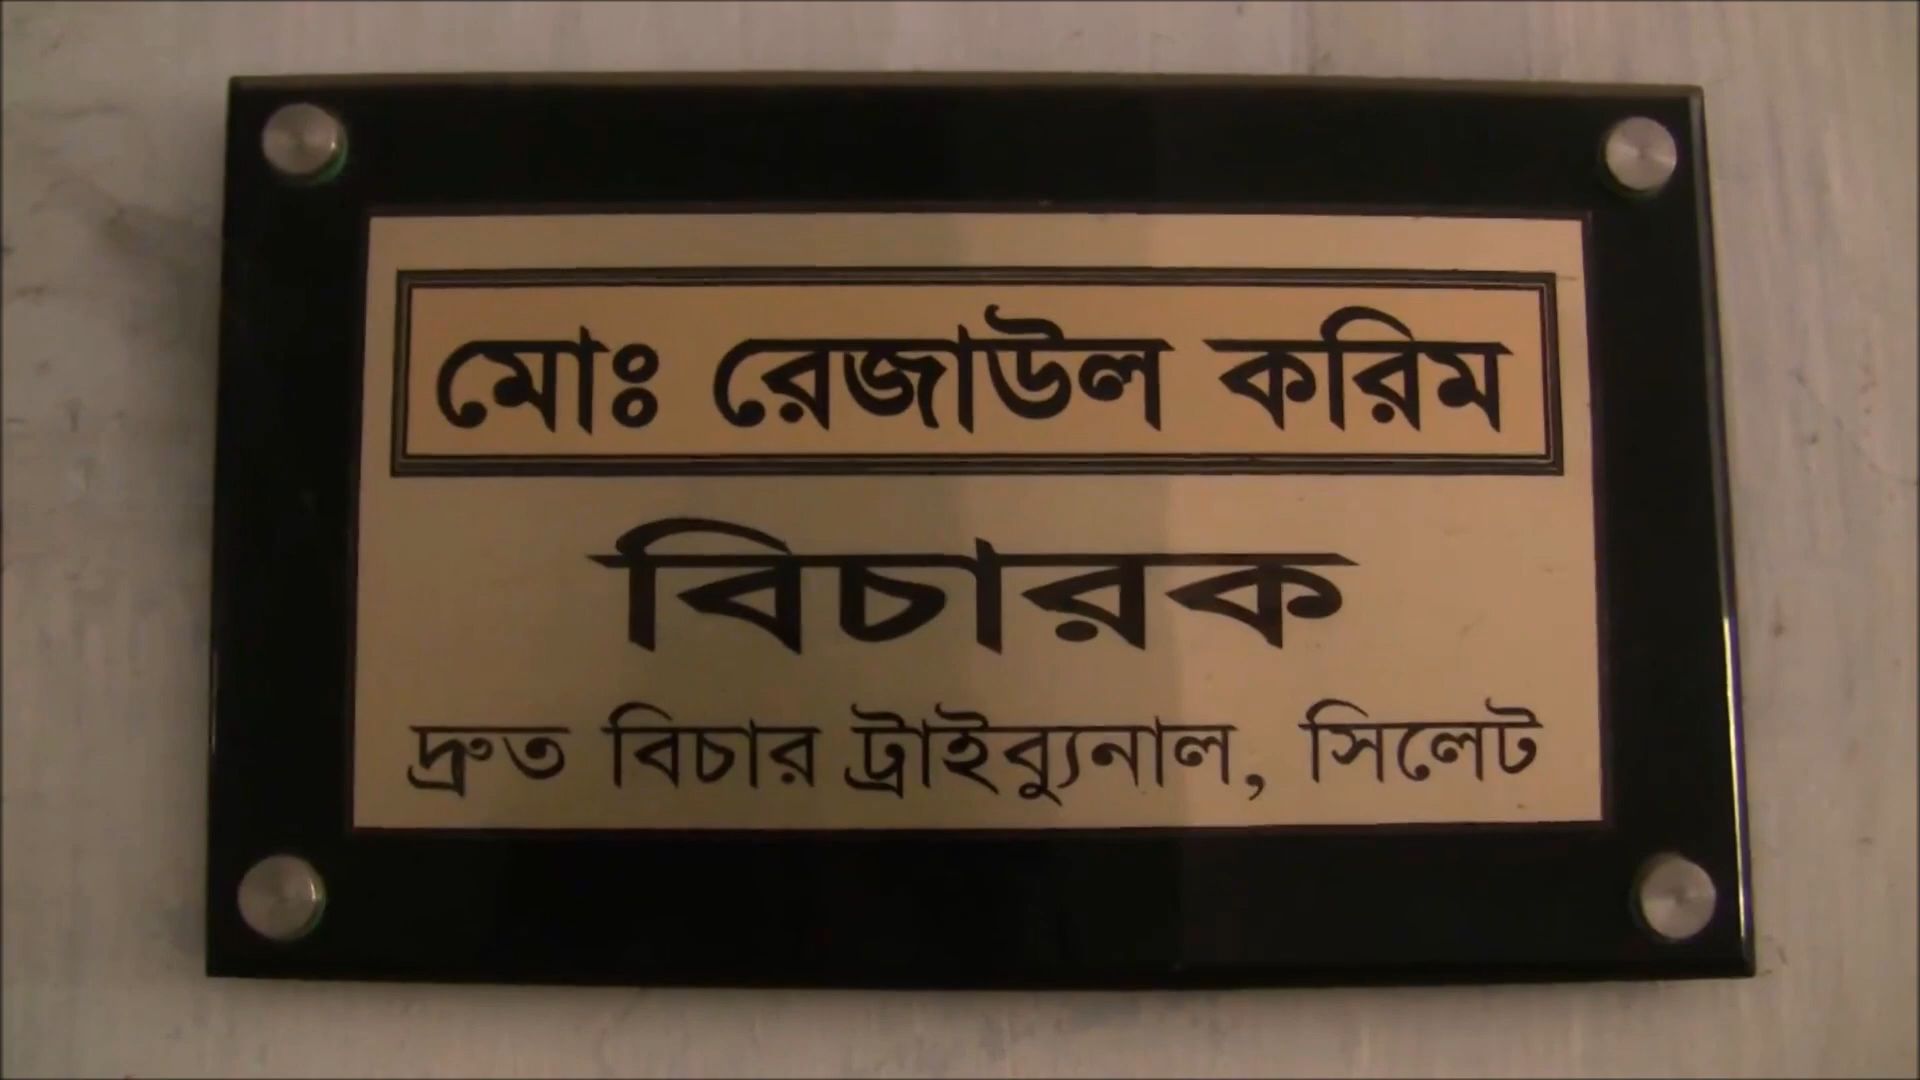 মোঃ রেজাউল করিম
বিচারক
দ্রুত বিচার ট্রাইব্যুনাল, সিলেট